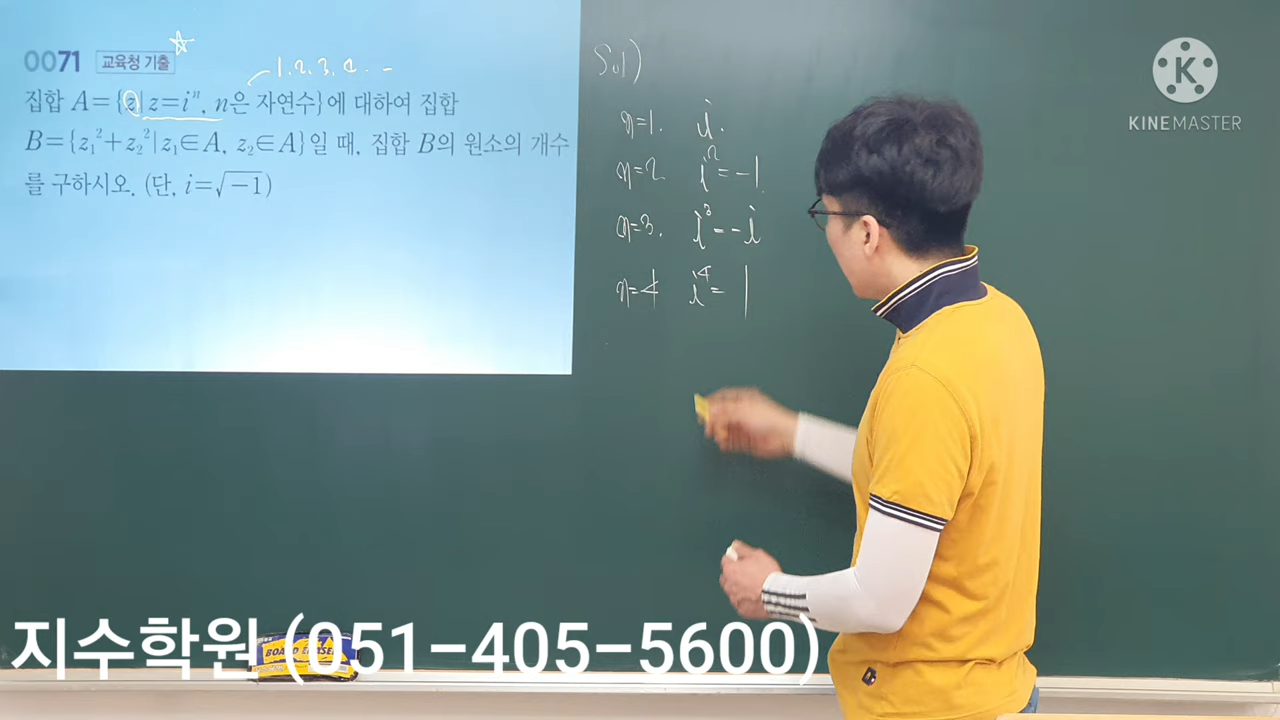 0071 교육청 기출
1. 2. 3. 4. - -
집합 A={z|z=iⁿ, n은 자연수}에 대하여 집합
B={z₁²+z₂²|z₁∈A, z₂∈A}일 때, 집합 B의 원소의 개수
를 구하시오. (단, i=√−1)
Sol)
n=1. i.
n=2 i²=-1.
n=3. i³=-i
n=4 i⁴= 1
K
KINEMASTER
BOARD ERASER
지수학원 (051-405-5600)